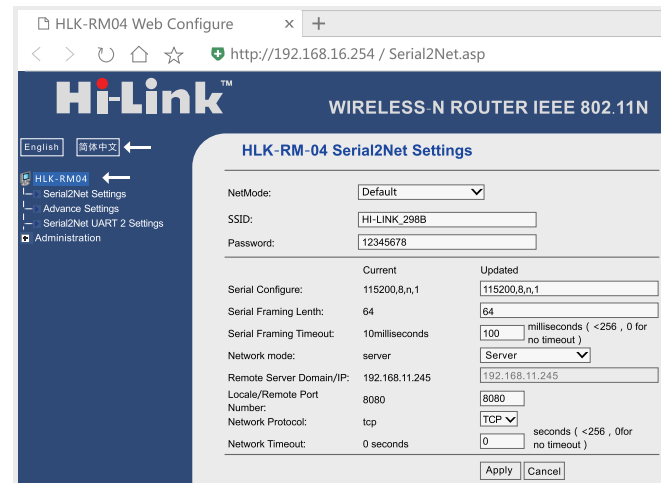 HLK-RM04 Web Configure × +
http://192.168.16.254 / Serial2Net.asp
Hi-Link™
WIRELESS-N ROUTER IEEE 802.11N
English 简体中文
HLK-RM04
Serial2Net Settings
Advance Settings
Serial2Net UART 2 Settings
Administration
HLK-RM-04 Serial2Net Settings
NetMode: Default
SSID: HI-LINK_298B
Password: 12345678
Current Updated
Serial Configure: 115200,8,n,1 115200,8,n,1
Serial Framing Lenth: 64 64
Serial Framing Timeout: 10milliseconds 100 milliseconds ( <256 , 0 for
no timeout )
Network mode: server Server
Remote Server Domain/IP: 192.168.11.245 192.168.11.245
Locale/Remote Port
Number: 8080 8080
Network Protocol: tcp TCP
Network Timeout: 0 seconds 0 seconds ( <256 , 0for
no timeout )
Apply Cancel